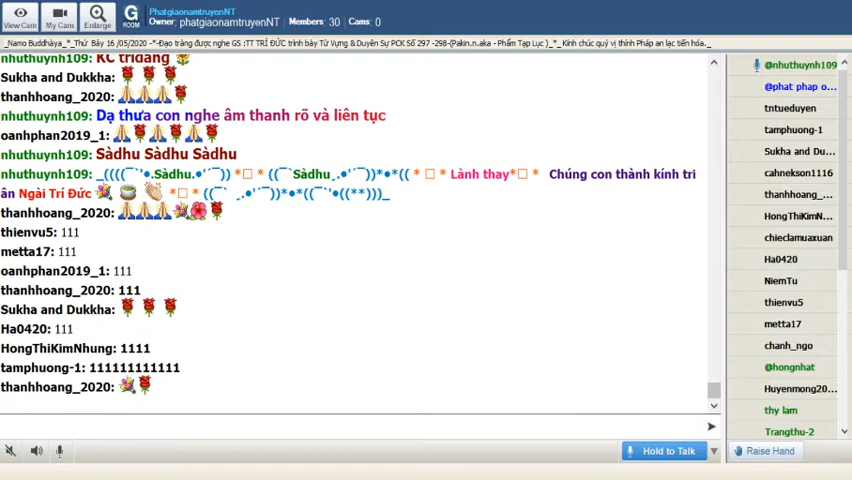 View Cam
My Cam
Enlarge
G
ROOM
PhatgiaonamtruyenNT
Owner: phatgiaonamtruyenNT | Members: 30 | Cams: 0
_Namo Buddhàya_*_Thứ Bảy 16 /05/2020 -*-Đạo tràng được nghe GS :TT TRÍ ĐỨC trình bày Tứ Vựng & Duyên Sự PCK Số 297 -298-(Pakin.n.aka - Phẩm Tạp Lục )_*_Kính chúc quý vị thính Pháp an lạc tiến hóa._
nhuthuynh109: KC tridang
Sukha and Dukkha:
thanhhoang_2020:
nhuthuynh109: Dạ thưa con nghe âm thanh rõ và liên tục
oanhphan2019_1:
nhuthuynh109: Sàdhu Sàdhu Sàdhu
nhuthuynh109: _((((¯`'•.Sàdhu.•'´¯)) *□ * ((¯`Sàdhu¸.•'´¯))*•*(( * □ * Lành thay*□ * Chúng con thành kính tri
ân Ngài Trí Đức *□ * ((¯` ¸.•'´¯))*•*((¯`'•((**)))_
thanhhoang_2020:
thienvu5: 111
metta17: 111
oanhphan2019_1: 111
thanhhoang_2020: 111
Sukha and Dukkha:
Ha0420: 111
HongThiKimNhung: 1111
tamphuong-1: 111111111111
thanhhoang_2020:
Hold to Talk
@nhuthuynh109
@phat phap o...
tntueduyen
tamphuong-1
Sukha and Du...
cahnekson1116
thanhhoang_...
HongThiKimN...
chieclamuaxuan
Ha0420
NiemTu
thienvu5
metta17
chanh_ngo
@hongnhat
Huyenmong20...
thy lam
Trangthu-2
Raise Hand